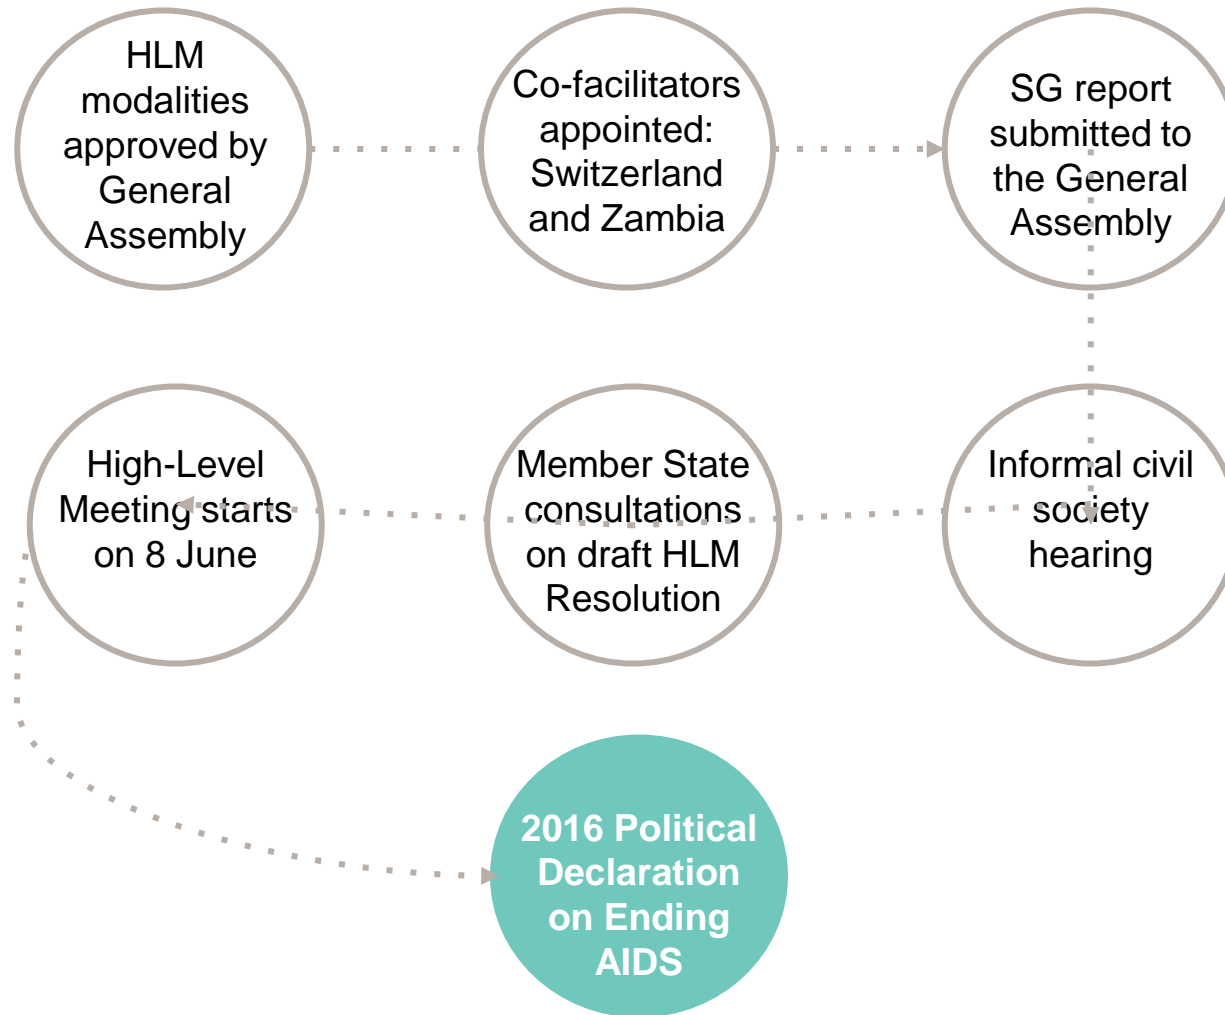 HLM
modalities
approved by
General
Assembly
Co-facilitators
appointed:
Switzerland
and Zambia
SG report
submitted to
the General
Assembly
Informal civil
society
hearing
Member State
consultations
on draft HLM
Resolution
High-Level
Meeting starts
on 8 June
2016 Political
Declaration
on Ending
AIDS